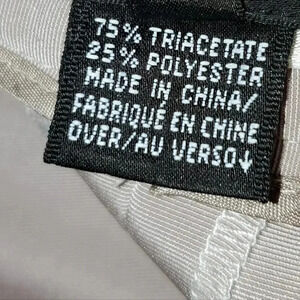 75% TRIACETATE
25% POLYESTER
MADE IN CHINA/
FABRIQUÉ EN CHINE
OVER/AU VERSO↓